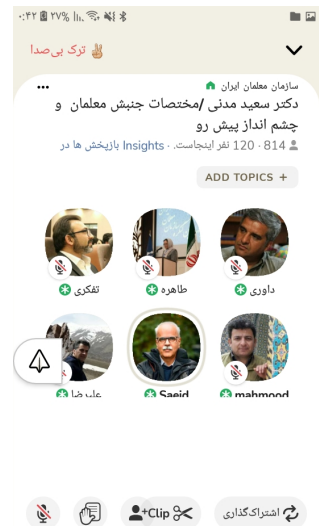 ۰:۴۲ ۲۷%
ترک بی‌صدا ✌🏼
سازمان معلمان ایران
دکتر سعید مدنی /مختصات جنبش معلمان و
چشم انداز پیش رو
814 · 120 نفر اینجاست. · Insights بازپخش ها در
ADD TOPICS +
داوری
طاهره
تفکری
mahmood
Saeid
علیرضا
اشتراک‌گذاری
Clip